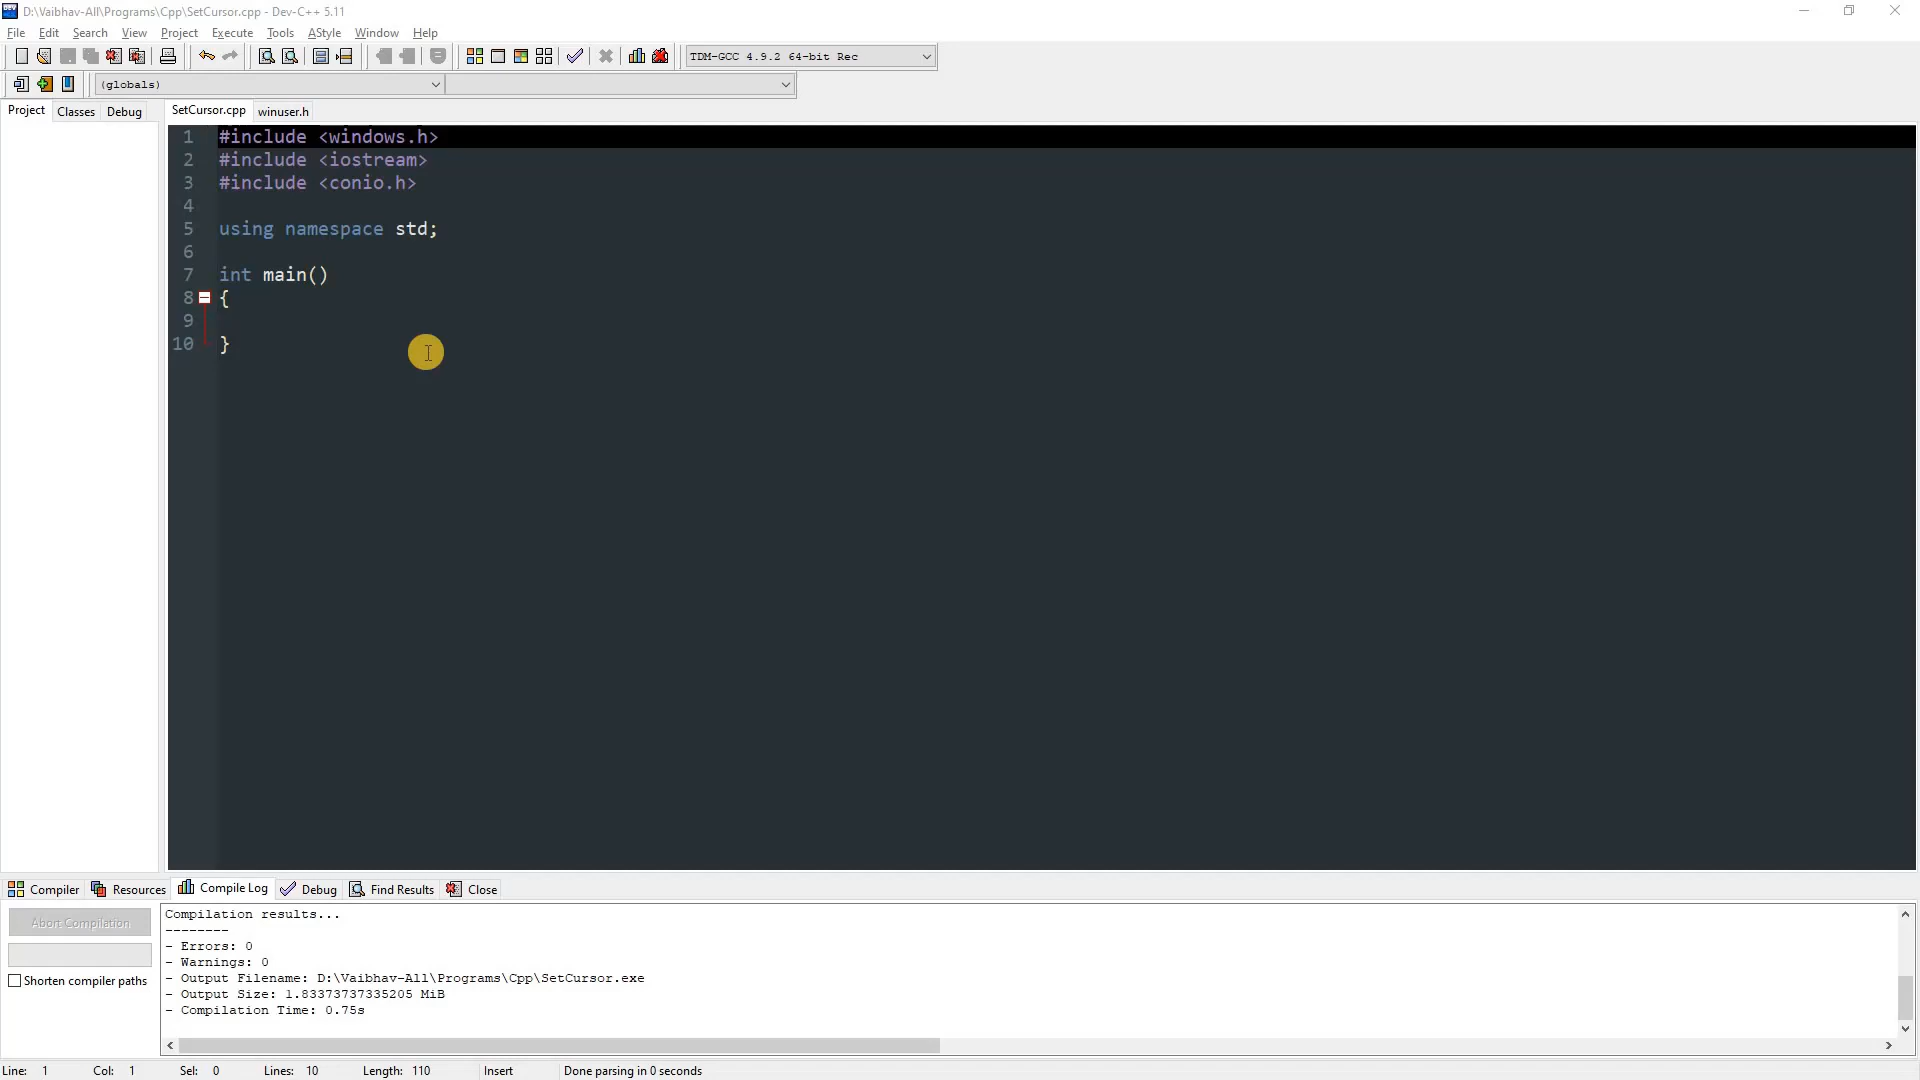 D:\Vaibhav-All\Programs\Cpp\SetCursor.cpp - Dev-C++ 5.11
File Edit Search View Project Execute Tools AStyle Window Help
TDM-GCC 4.9.2 64-bit Rec
(globals)
Project Classes Debug SetCursor.cpp winuser.h
1 #include <windows.h>
2 #include <iostream>
3 #include <conio.h>
4
5 using namespace std;
6
7 int main()
8 {
9
10 }
Compiler Resources Compile Log Debug Find Results Close
Abort Compilation
Shorten compiler paths
Compilation results...
--------
- Errors: 0
- Warnings: 0
- Output Filename: D:\Vaibhav-All\Programs\Cpp\SetCursor.exe
- Output Size: 1.83373737335205 MiB
- Compilation Time: 0.75s
Line: 1 Col: 1 Sel: 0 Lines: 10 Length: 110 Insert Done parsing in 0 seconds